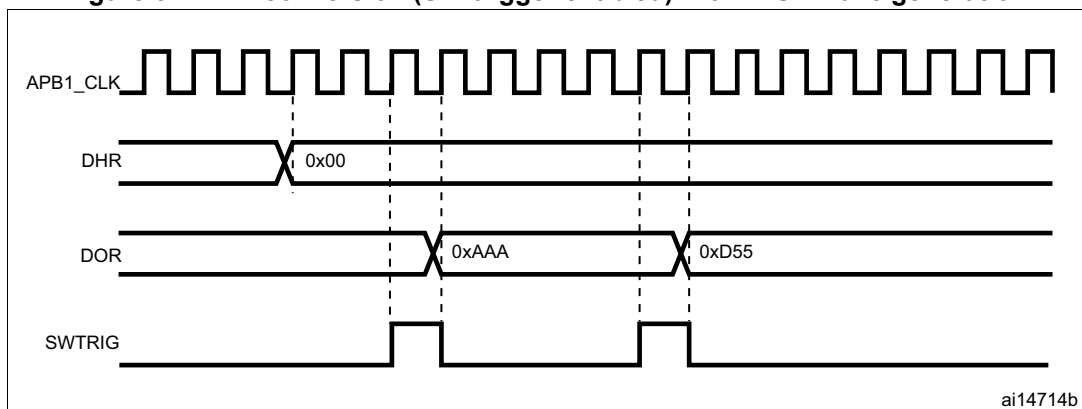 APB1_CLK
DHR
0x00
DOR
0xAAA
0xD55
SWTRIG
ai14714b